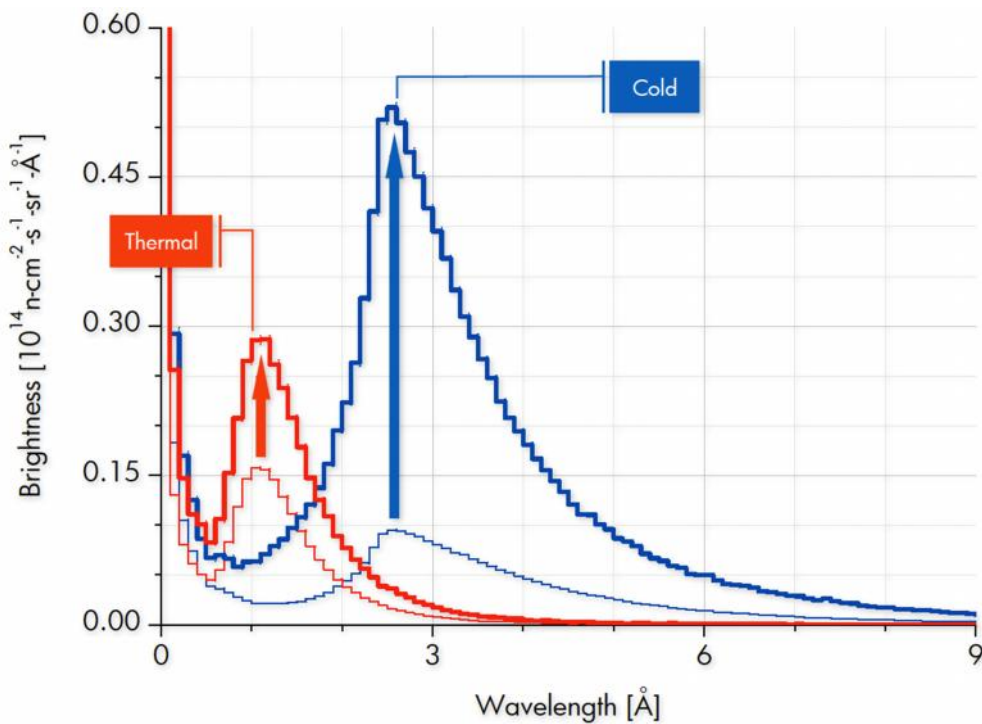 0.60
0.45
0.30
0.15
0.00
Brightness [10¹⁴ n-cm⁻²-s⁻¹-sr⁻¹-Å⁻¹]
Cold
Thermal
0 3 6 9
Wavelength [Å]